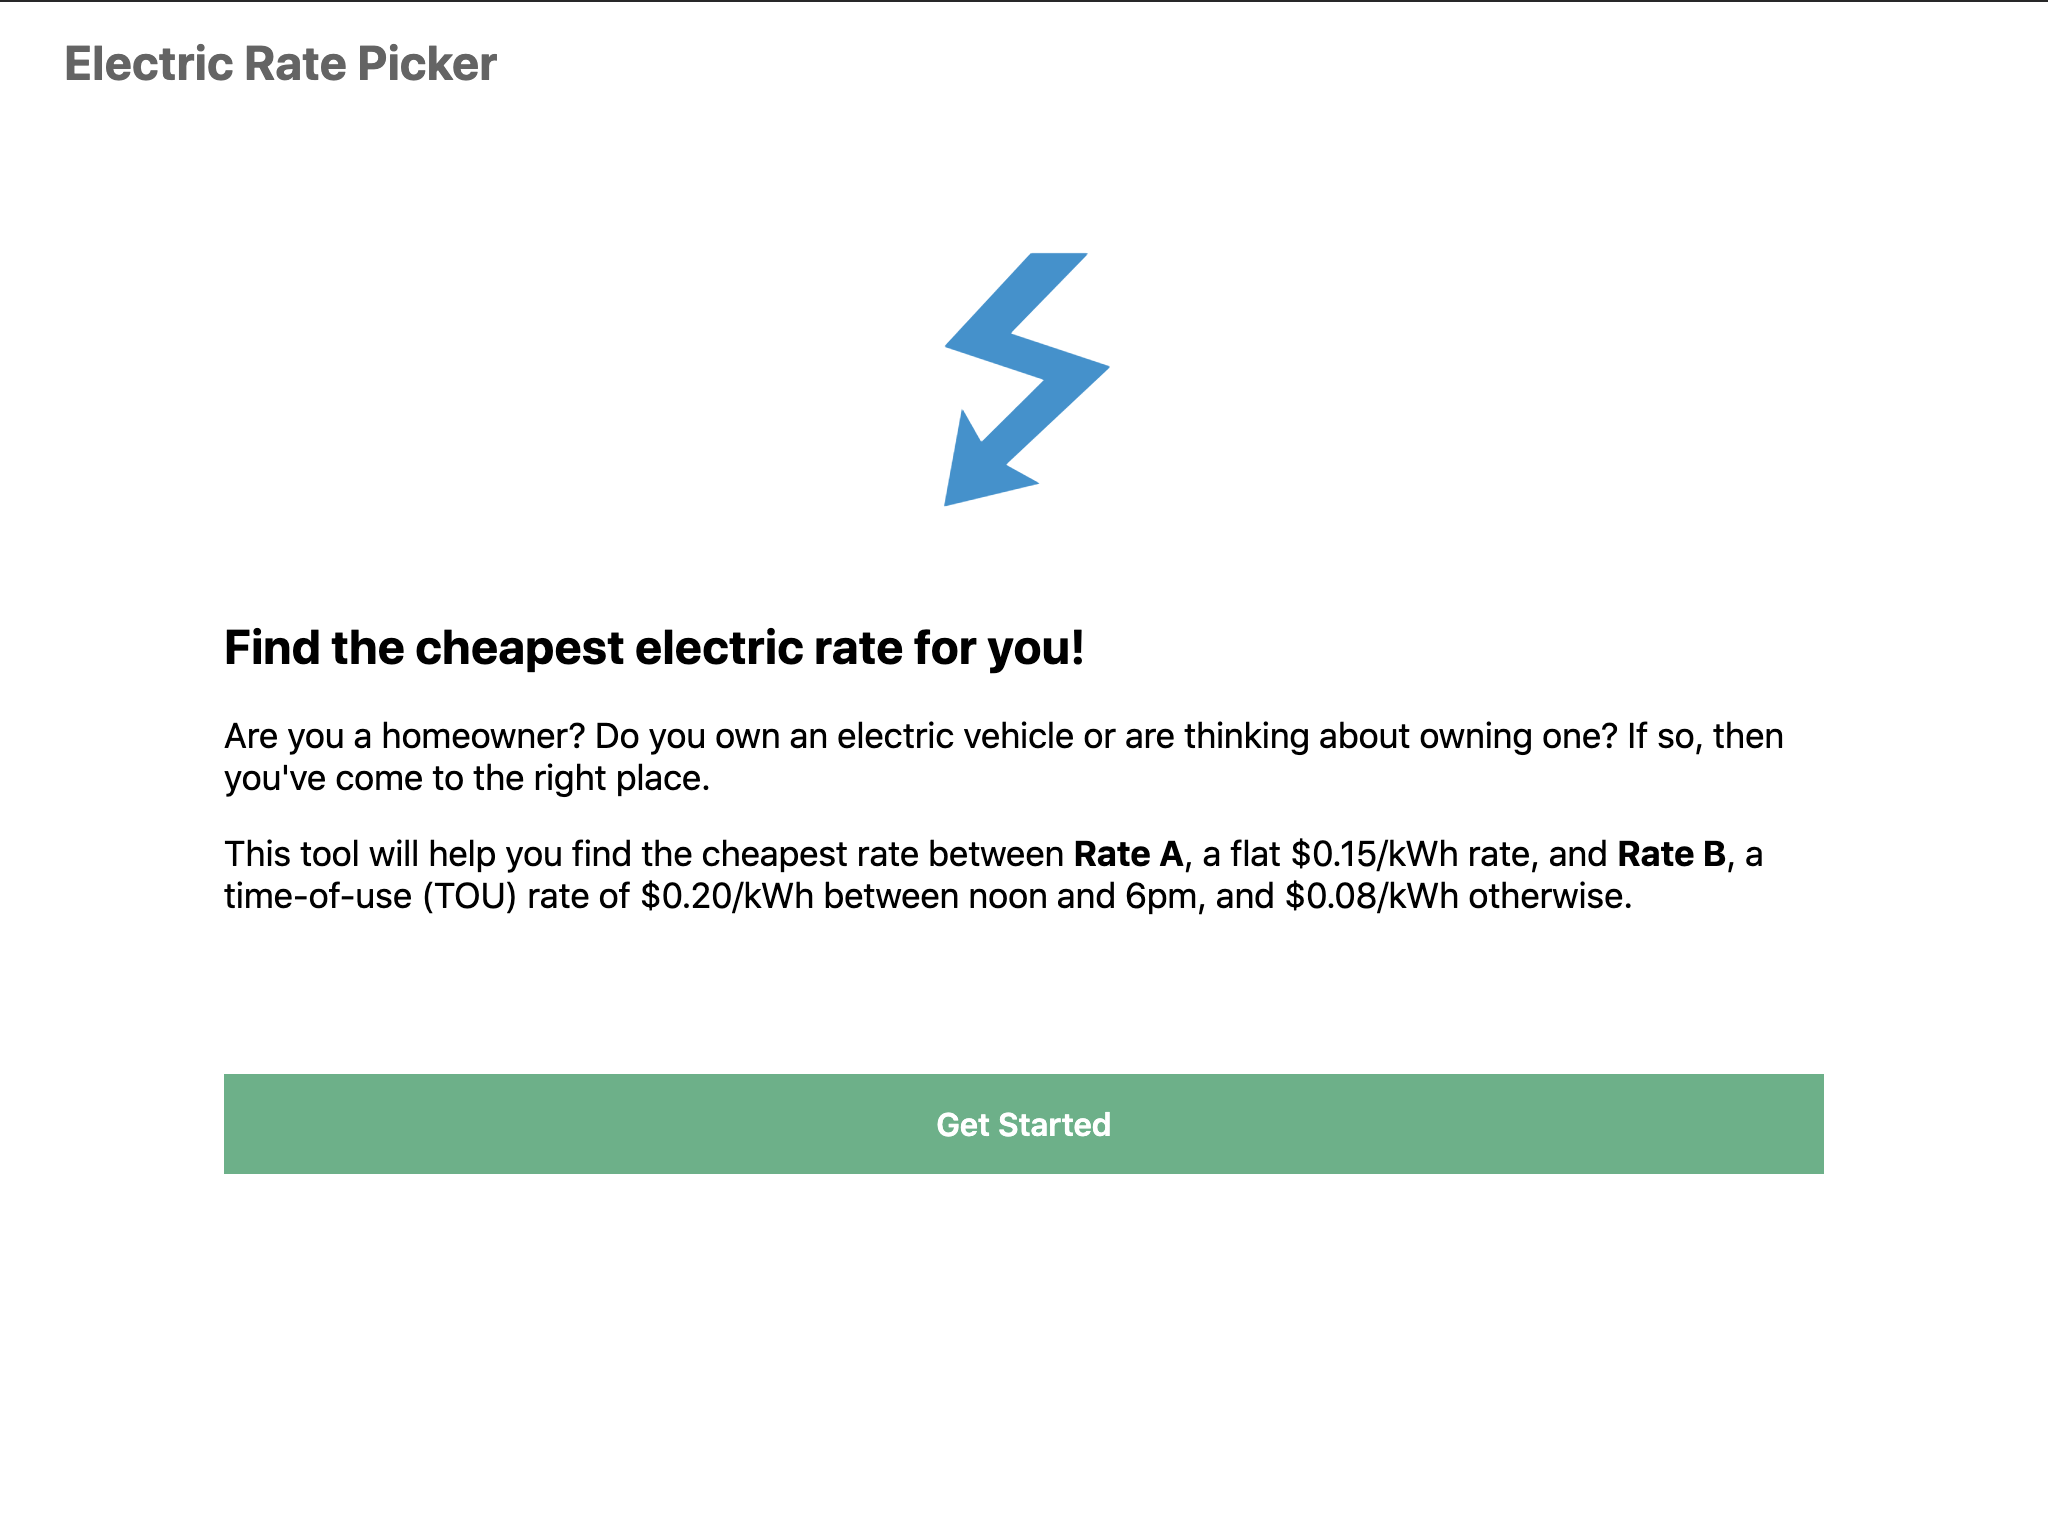 Electric Rate Picker
Find the cheapest electric rate for you!
Are you a homeowner? Do you own an electric vehicle or are thinking about owning one? If so, then
you've come to the right place.
This tool will help you find the cheapest rate between Rate A, a flat $0.15/kWh rate, and Rate B, a
time-of-use (TOU) rate of $0.20/kWh between noon and 6pm, and $0.08/kWh otherwise.
Get Started